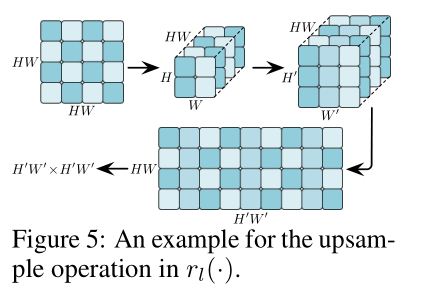 HW
HW
HW
H
W
HW
H'
W'
H'W'×H'W'
HW
H'W'
Figure 5: An example for the upsam-
ple operation in r_l(·).